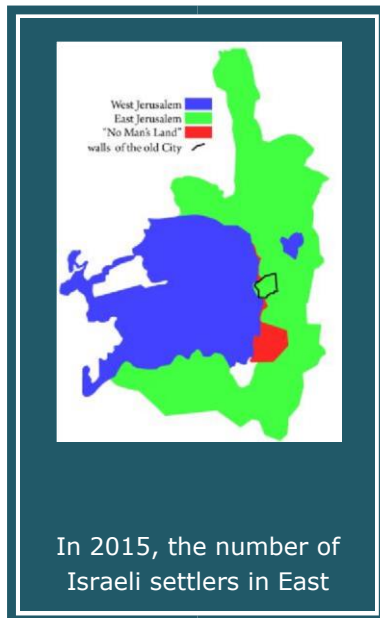 West Jerusalem
East Jerusalem
"No Man's Land"
walls of the old City
In 2015, the number of
Israeli settlers in East